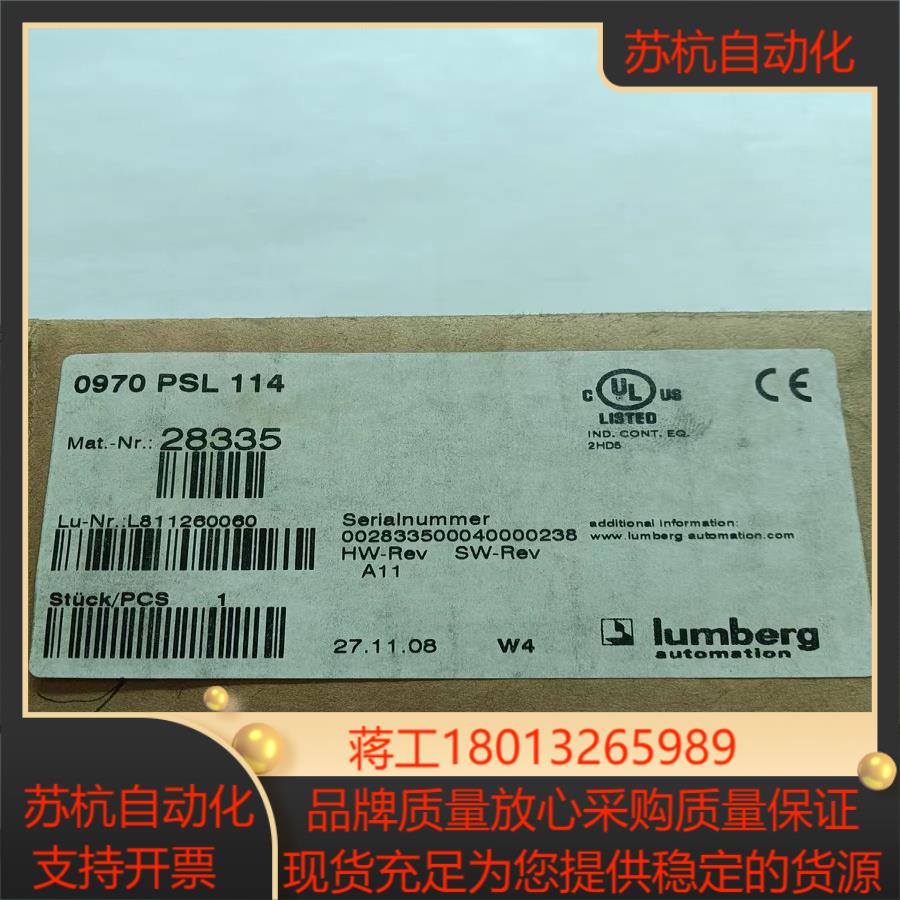 苏杭自动化
0970 PSL 114
Mat.-Nr.: 28335
Lu-Nr.:L811260060
Stück/PCS 1
Serialnummer
002833500040000238
HW-Rev SW-Rev
A11
27.11.08 W4
C UL US
LISTED
IND. CONT. EQ.
2HD5
CE
additional information:
www.lumberg automation.com
lumberg
automation
蒋工18013265989
苏杭自动化
支持开票
品牌质量放心采购质量保证
现货充足为您提供稳定的货源